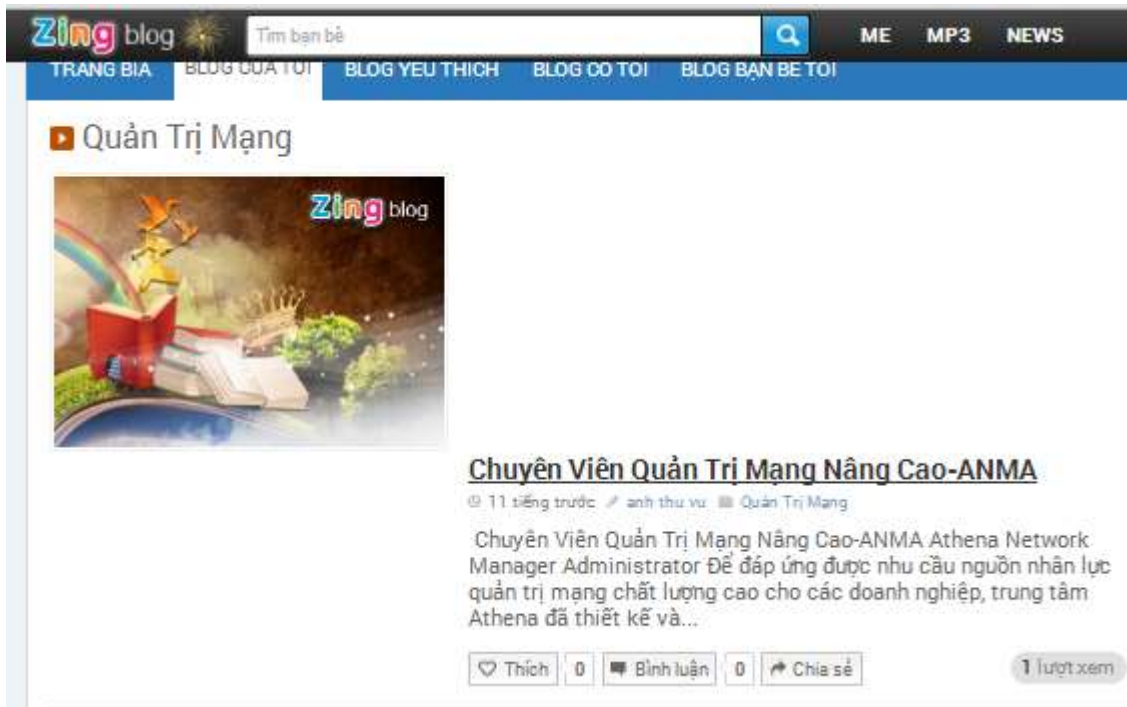 Zing blog Tìm bạn bè ME MP3 NEWS
TRANG BÌA BLOG CỦA TÔI BLOG YÊU THÍCH BLOG CÓ TÔI BLOG BẠN BÈ TÔI
Quản Trị Mạng
Zing blog
Chuyên Viên Quản Trị Mạng Nâng Cao-ANMA
11 tiếng trước anh thu vu Quản Trị Mạng
Chuyên Viên Quản Trị Mạng Nâng Cao-ANMA Athena Network
Manager Administrator Để đáp ứng được nhu cầu nguồn nhân lực
quản trị mạng chất lượng cao cho các doanh nghiệp, trung tâm
Athena đã thiết kế và...
Thích 0 Bình luận 0 Chia sẻ 1 lượt xem